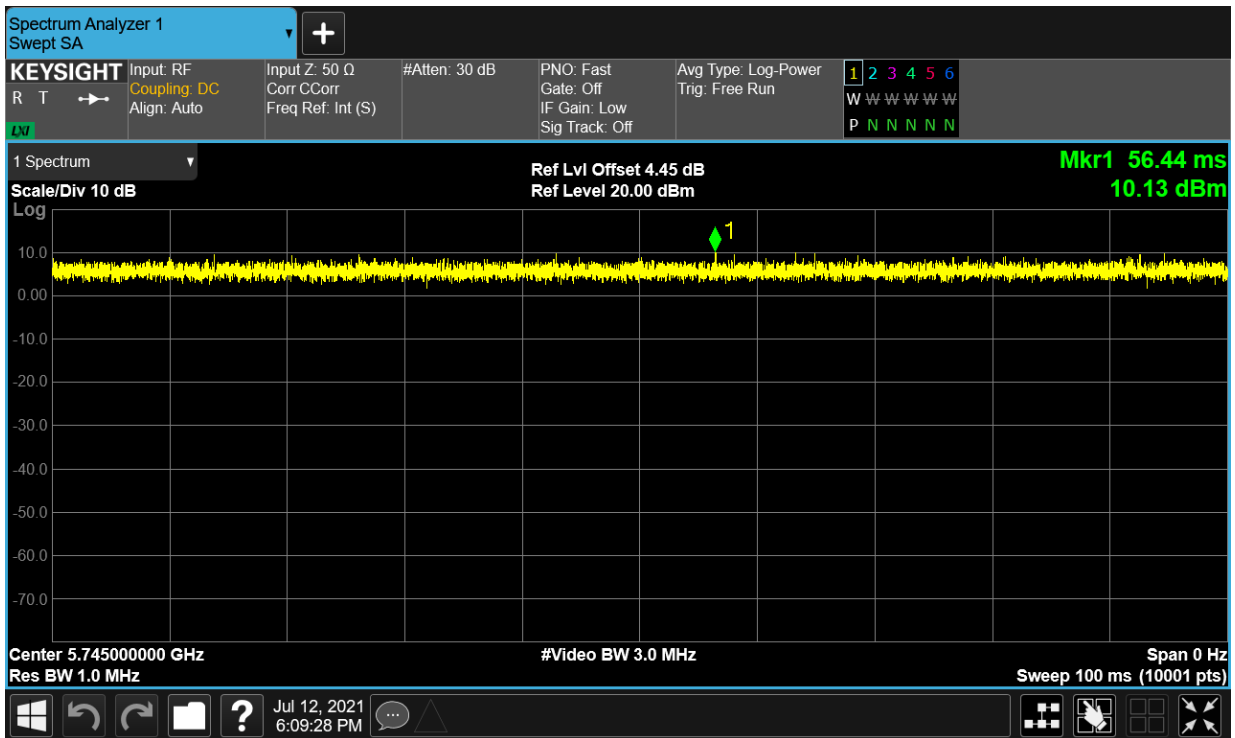 Spectrum Analyzer 1
Swept SA
+
KEYSIGHT
R T
LXI
Input: RF
Coupling: DC
Align: Auto
Input Z: 50 Ω
Corr CCorr
Freq Ref: Int (S)
#Atten: 30 dB
PNO: Fast
Gate: Off
IF Gain: Low
Sig Track: Off
Avg Type: Log-Power
Trig: Free Run
1 2 3 4 5 6
W W W W W W
P N N N N N
1 Spectrum
Scale/Div 10 dB
Log
Ref Lvl Offset 4.45 dB
Ref Level 20.00 dBm
Mkr1 56.44 ms
10.13 dBm
1
10.0
0.00
-10.0
-20.0
-30.0
-40.0
-50.0
-60.0
-70.0
Center 5.745000000 GHz
Res BW 1.0 MHz
#Video BW 3.0 MHz
Span 0 Hz
Sweep 100 ms (10001 pts)
?
Jul 12, 2021
6:09:28 PM